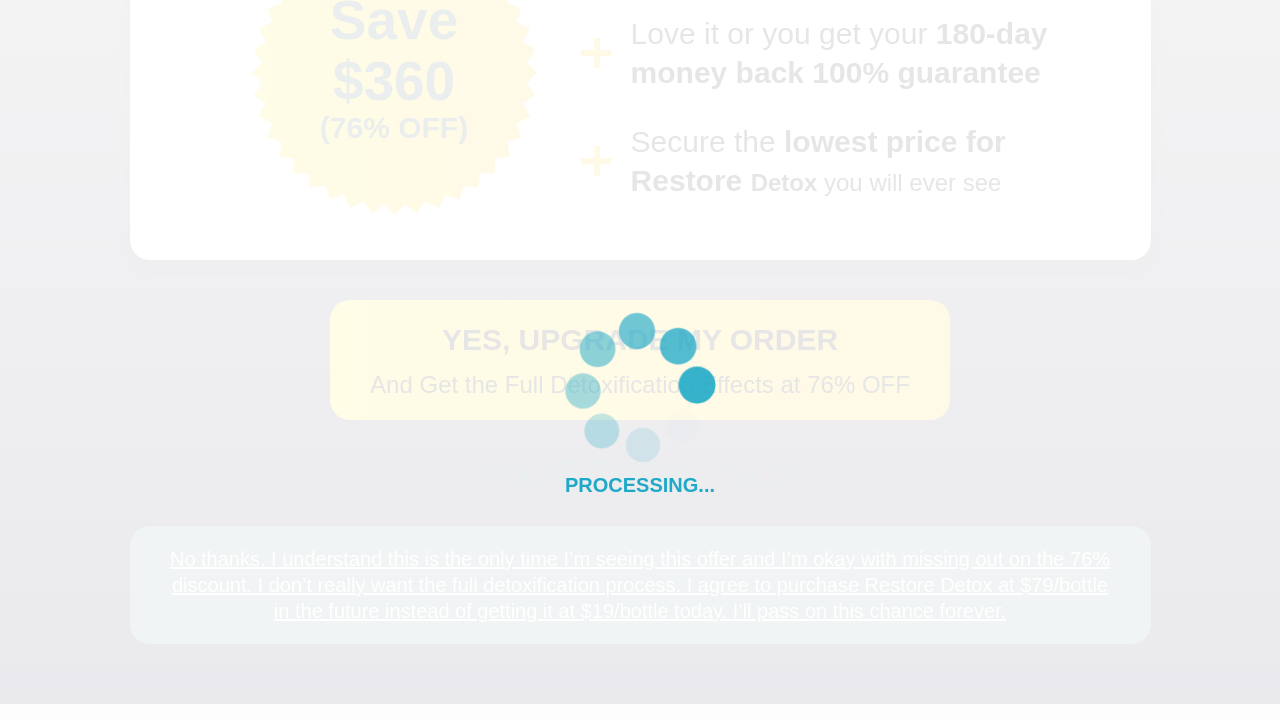 Save
$360
(76% OFF)
+ Love it or you get your 180-day
money back 100% guarantee
+ Secure the lowest price for
Restore Detox you will ever see
YES, UPGRADE MY ORDER
And Get the Full Detoxification Effects at 76% OFF
PROCESSING...
No thanks. I understand this is the only time I’m seeing this offer and I’m okay with missing out on the 76%
discount. I don’t really want the full detoxification process. I agree to purchase Restore Detox at $79/bottle
in the future instead of getting it at $19/bottle today. I’ll pass on this chance forever.